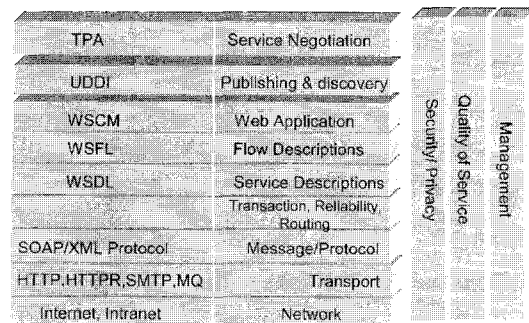 TPA Service Negotiation
UDDI Publishing & discovery
WSCM Web Application
WSFL Flow Descriptions
WSDL Service Descriptions
Transaction, Reliability,
Routing
SOAP/XML Protocol Message/Protocol
HTTP,HTTPR,SMTP,MQ Transport
Internet, Intranet Network
Security/ Privacy
Quality of Service
Management